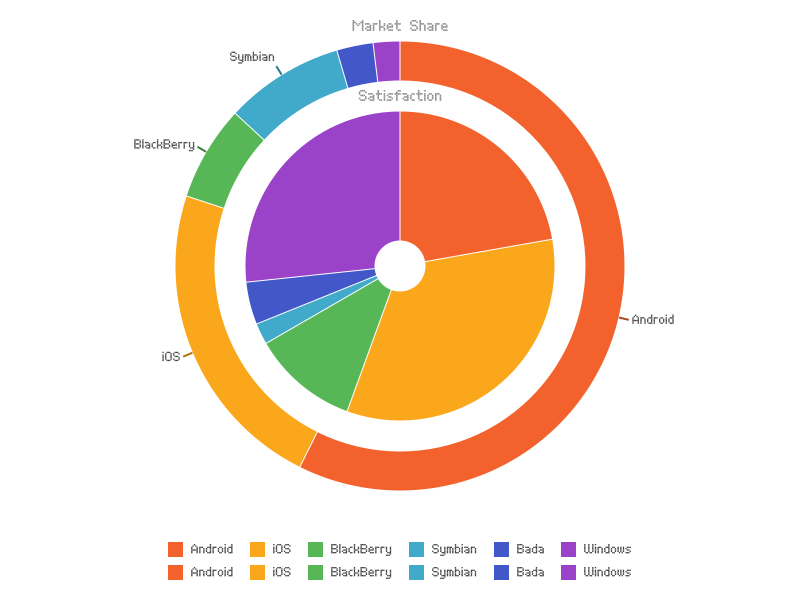 Market Share
Symbian
Satisfaction
BlackBerry
Android
iOS
Android iOS BlackBerry Symbian Bada Windows
Android iOS BlackBerry Symbian Bada Windows